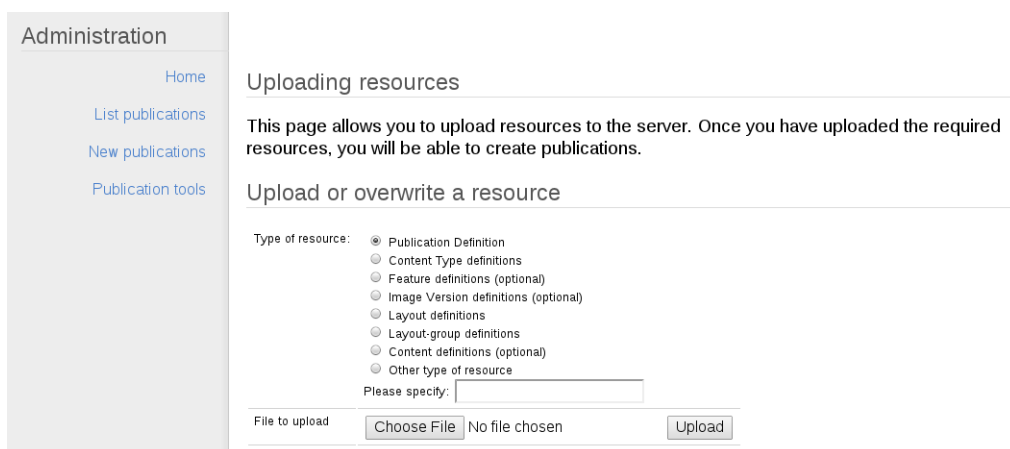 Administration
Home
List publications
New publications
Publication tools
Uploading resources
This page allows you to upload resources to the server. Once you have uploaded the required
resources, you will be able to create publications.
Upload or overwrite a resource
Type of resource:
Publication Definition
Content Type definitions
Feature definitions (optional)
Image Version definitions (optional)
Layout definitions
Layout-group definitions
Content definitions (optional)
Other type of resource
Please specify:
File to upload
Choose File No file chosen
Upload